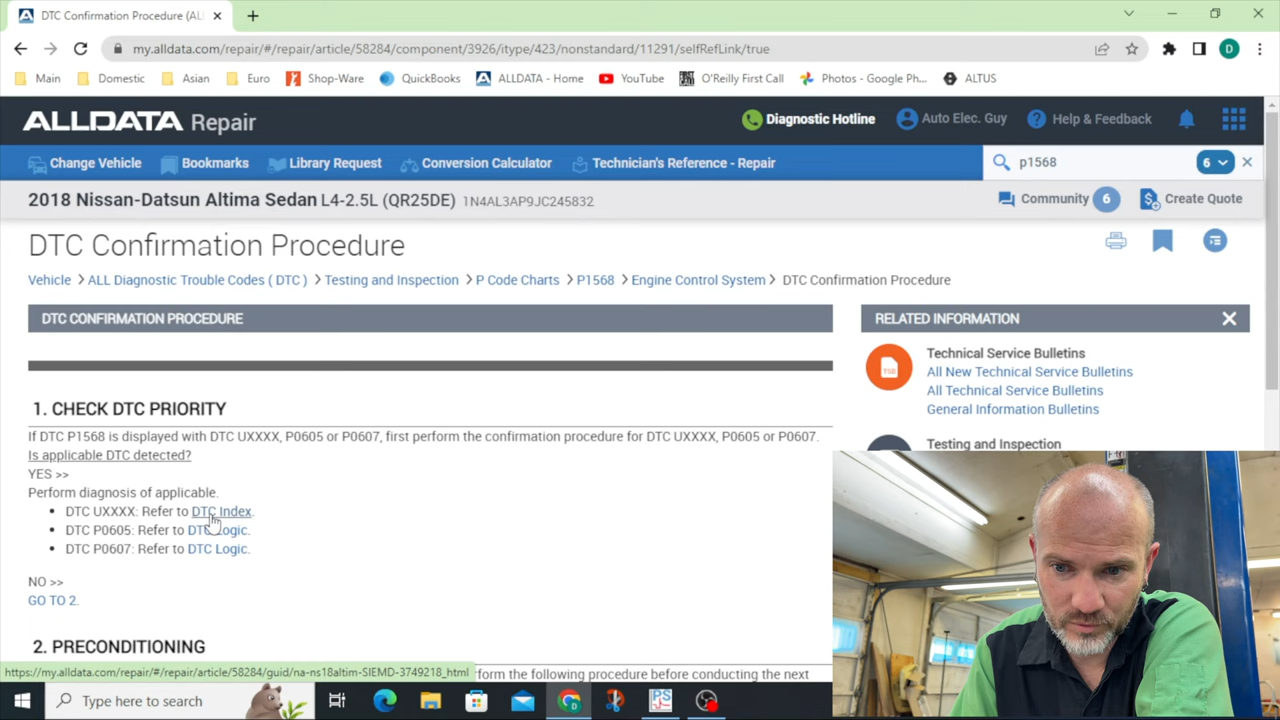 DTC Confirmation Procedure (ALL
my.alldata.com/repair/#/repair/article/58284/component/3926/itype/423/nonstandard/11291/selfRefLink/true
D
Main Domestic Asian Euro Shop-Ware QuickBooks ALLDATA - Home YouTube O'Reilly First Call Photos - Google Ph... ALTUS
ALLDATA Repair
Diagnostic Hotline Auto Elec. Guy Help & Feedback
Change Vehicle Bookmarks Library Request Conversion Calculator Technician's Reference - Repair p1568 6
2018 Nissan-Datsun Altima Sedan L4-2.5L (QR25DE) 1N4AL3AP9JC245832 Community 6 Create Quote
DTC Confirmation Procedure
Vehicle > ALL Diagnostic Trouble Codes ( DTC ) > Testing and Inspection > P Code Charts > P1568 > Engine Control System > DTC Confirmation Procedure
DTC CONFIRMATION PROCEDURE
1. CHECK DTC PRIORITY
If DTC P1568 is displayed with DTC UXXXX, P0605 or P0607, first perform the confirmation procedure for DTC UXXXX, P0605 or P0607.
Is applicable DTC detected?
YES >>
Perform diagnosis of applicable.
• DTC UXXXX: Refer to DTC Index.
• DTC P0605: Refer to DTC Logic.
• DTC P0607: Refer to DTC Logic.
NO >>
GO TO 2.
2. PRECONDITIONING
form the following procedure before conducting the next
RELATED INFORMATION
TSB
Technical Service Bulletins
All New Technical Service Bulletins
All Technical Service Bulletins
General Information Bulletins
Testing and Inspection
https://my.alldata.com/repair/#/repair/article/58284/guid/na-ns18altim-SIEMD-3749218_html
Type here to search
PS